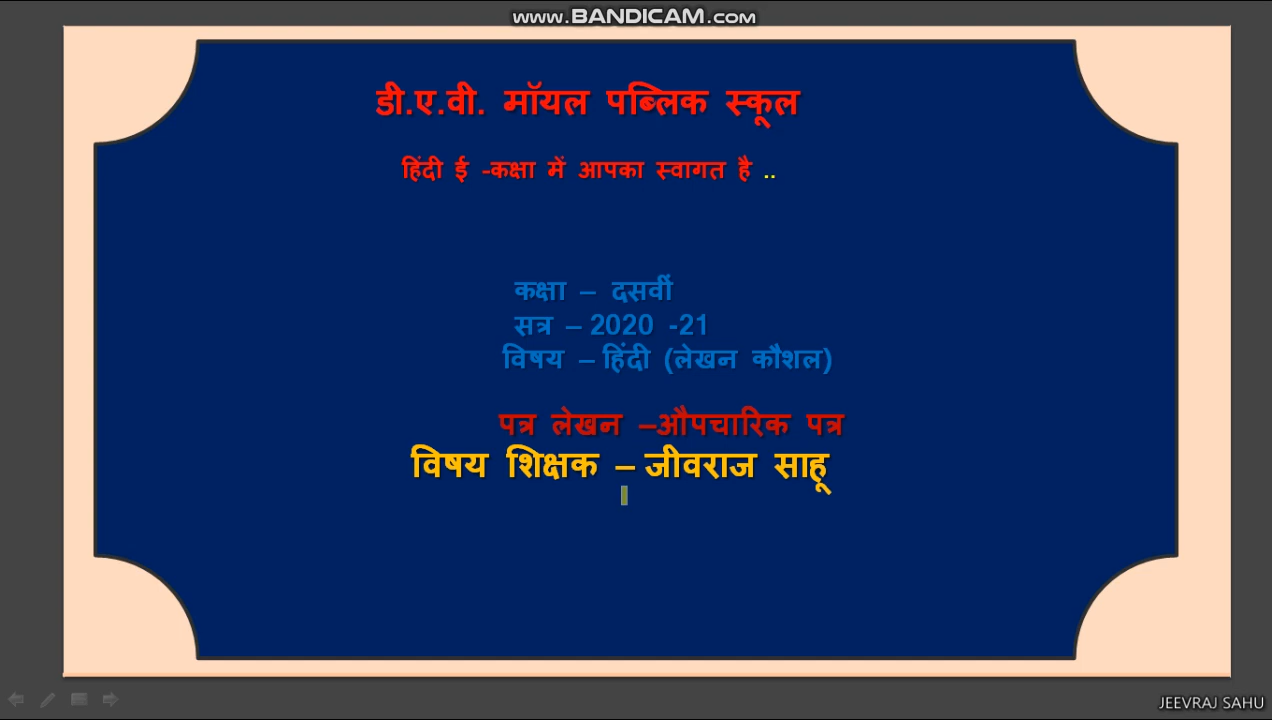 www.BANDICAM.com
डी.ए.वी. मॉयल पब्लिक स्कूल
हिंदी ई -कक्षा में आपका स्वागत है ..
कक्षा – दसवीं
सत्र – 2020 -21
विषय – हिंदी (लेखन कौशल)
पत्र लेखन –औपचारिक पत्र
विषय शिक्षक – जीवराज साहू
JEEVRAJ SAHU